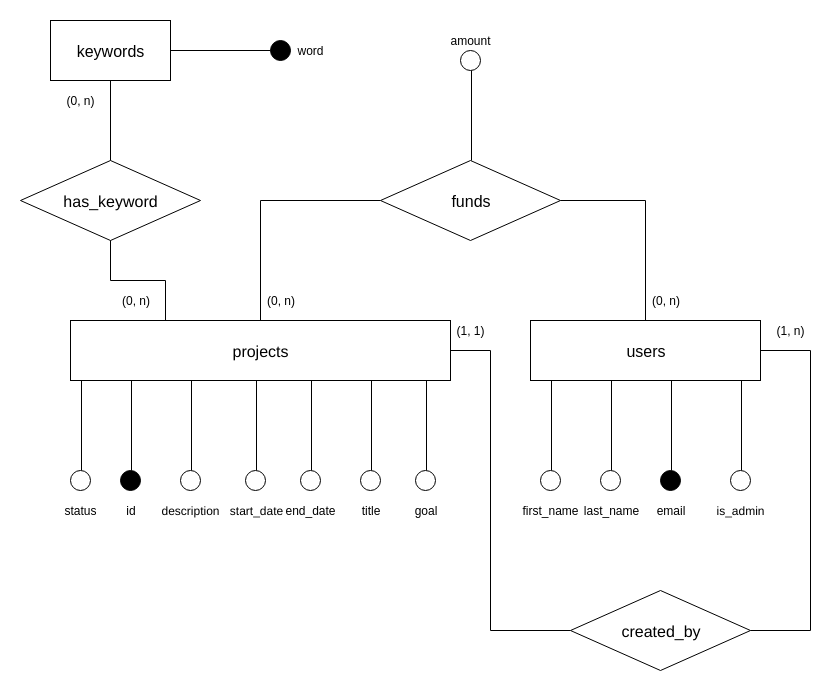 keywords
word
amount
(0, n)
has_keyword
funds
(0, n)
(0, n)
(0, n)
projects
(1, 1)
users
(1, n)
status
id
description
start_date
end_date
title
goal
first_name
last_name
email
is_admin
created_by